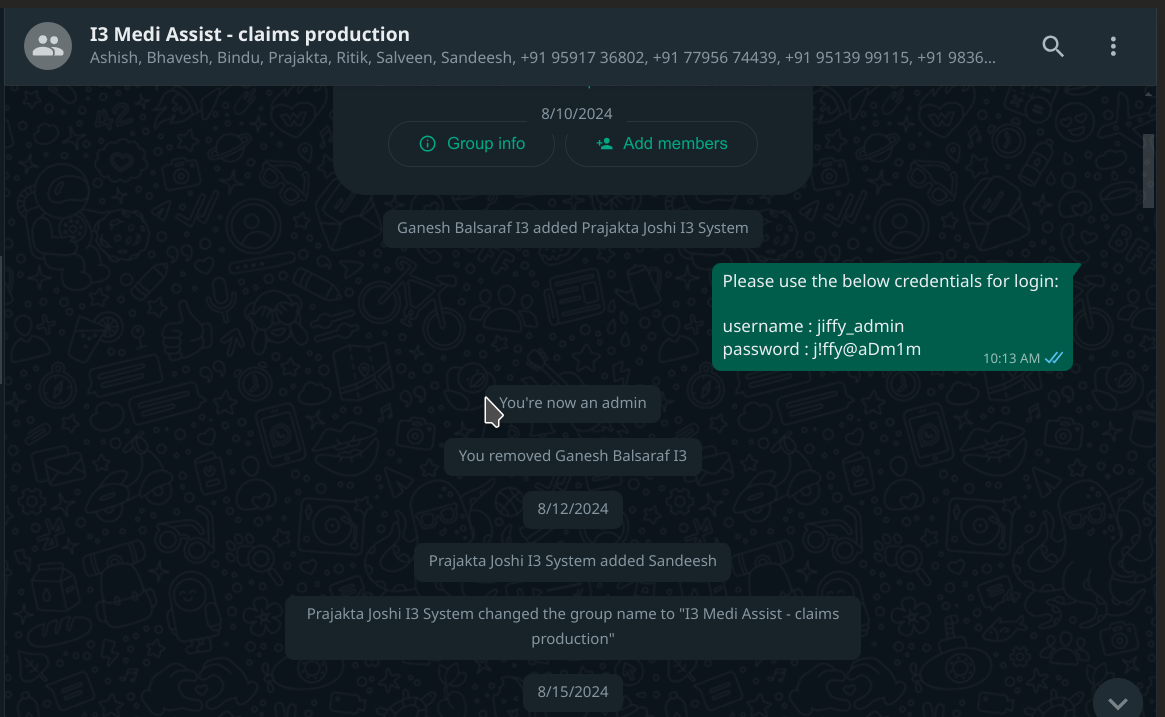 I3 Medi Assist - claims production
Ashish, Bhavesh, Bindu, Prajakta, Ritik, Salveen, Sandeesh, +91 95917 36802, +91 77956 74439, +91 95139 99115, +91 9836...
8/10/2024
Group info
Add members
Ganesh Balsaraf I3 added Prajakta Joshi I3 System
Please use the below credentials for login:
username : jiffy_admin
password : j!ffy@aDm1m
10:13 AM
You're now an admin
You removed Ganesh Balsaraf I3
8/12/2024
Prajakta Joshi I3 System added Sandeesh
Prajakta Joshi I3 System changed the group name to "I3 Medi Assist - claims
production"
8/15/2024